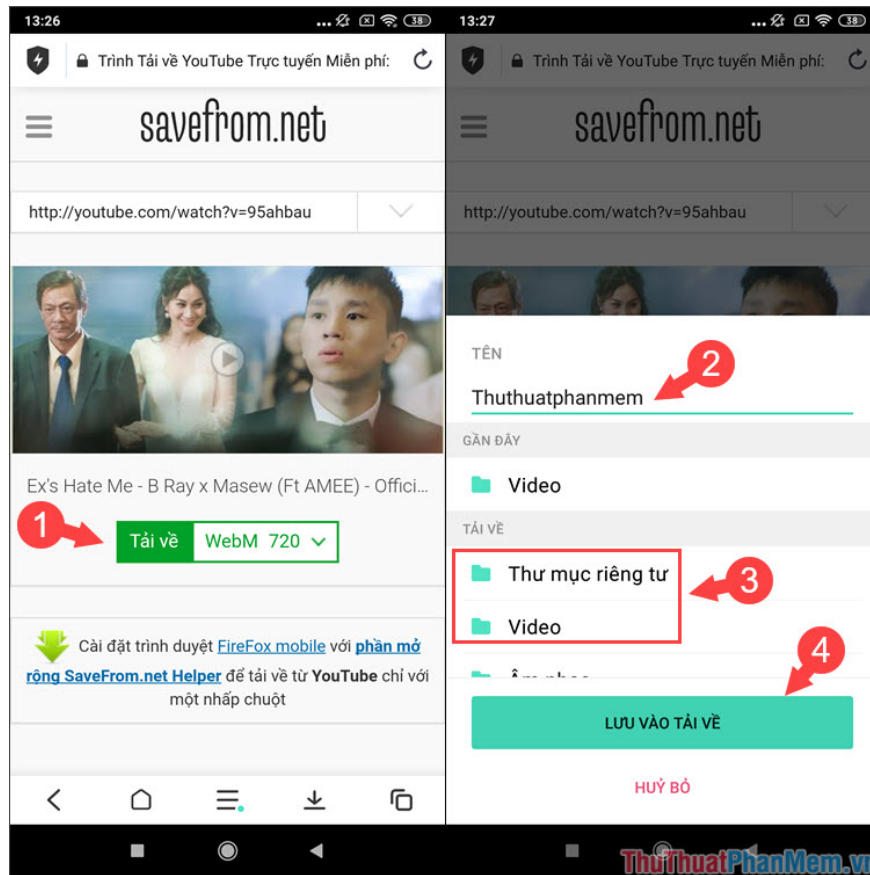 13:26
38
Trình Tải về YouTube Trực tuyến Miễn phí:
savefrom.net
http://youtube.com/watch?v=95ahbau
Ex's Hate Me - B Ray x Masew (Ft AMEE) - Offici...
1
Tải về
WebM 720
Cài đặt trình duyệt FireFox mobile với phần mở
rộng SaveFrom.net Helper để tải về từ YouTube chỉ với
một nhấp chuột
13:27
38
Trình Tải về YouTube Trực tuyến Miễn phí:
savefrom.net
http://youtube.com/watch?v=95ahbau
TÊN
2
Thuthuatphanmem
GẦN ĐÂY
Video
TẢI VỀ
Thư mục riêng tư
3
Video
Âm nhạc
4
LƯU VÀO TẢI VỀ
HUỶ BỎ
ThuThuatPhanMem.vn